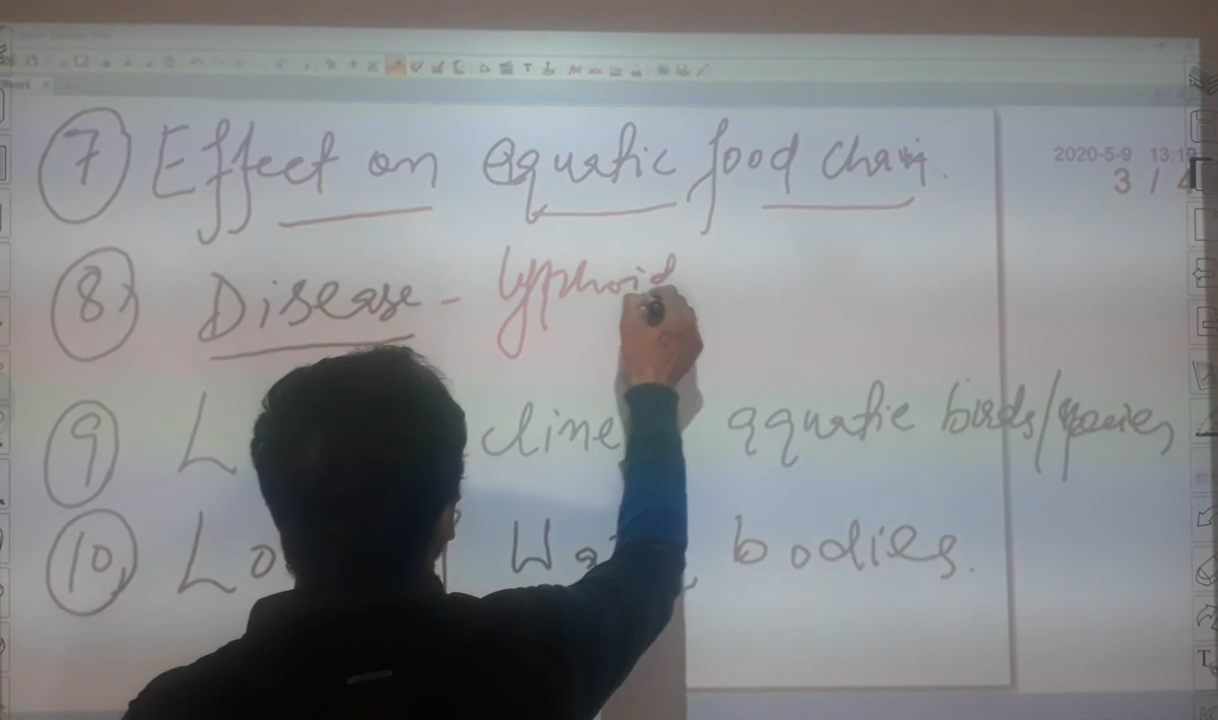 7 Effect on aquatic food chain.
2020-5-9 13:1
3 / 4
8) Disease - typhoid
9 L cline aquatic birds/species,
10) Lo Wa bodies.